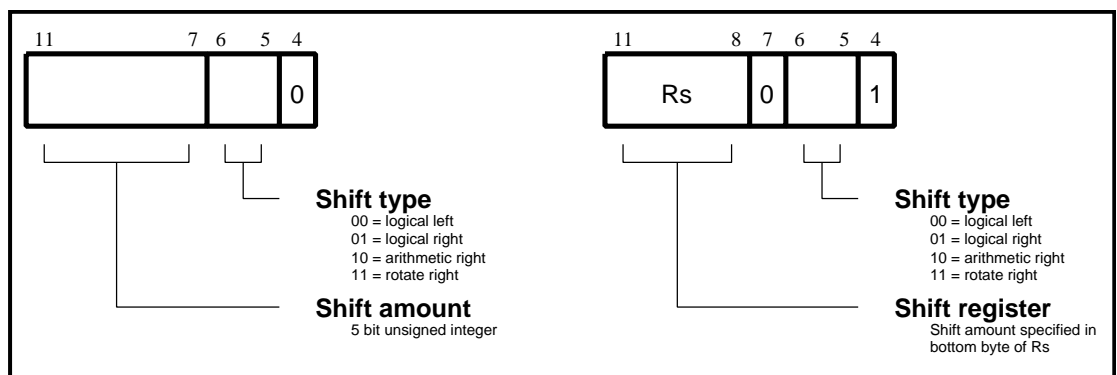 11 7 6 5 4
0
Shift type
00 = logical left
01 = logical right
10 = arithmetic right
11 = rotate right
Shift amount
5 bit unsigned integer
11 8 7 6 5 4
Rs 0 1
Shift type
00 = logical left
01 = logical right
10 = arithmetic right
11 = rotate right
Shift register
Shift amount specified in
bottom byte of Rs